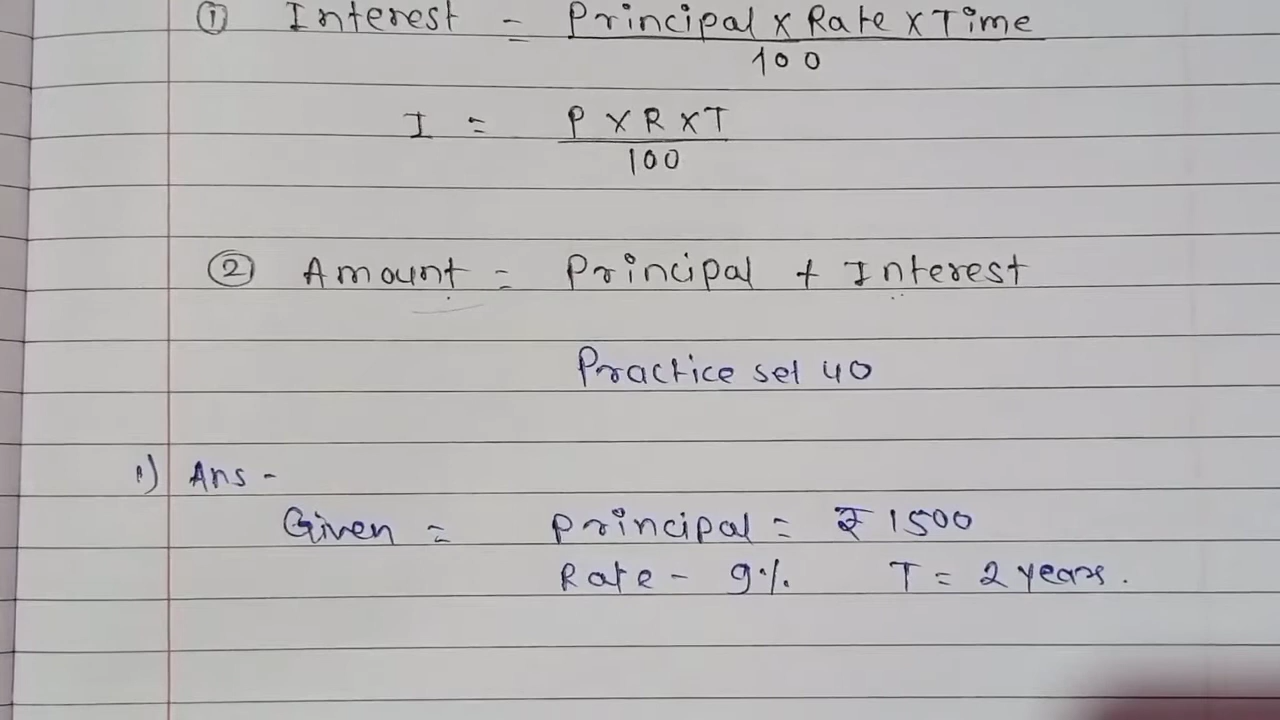 ① Interest = Principal x Rate x Time
100
I = P x R x T
100
② Amount = Principal + Interest
Practice set 40
1) Ans -
Given = Principal = ₹ 1500
Rate - 9% T = 2 years.